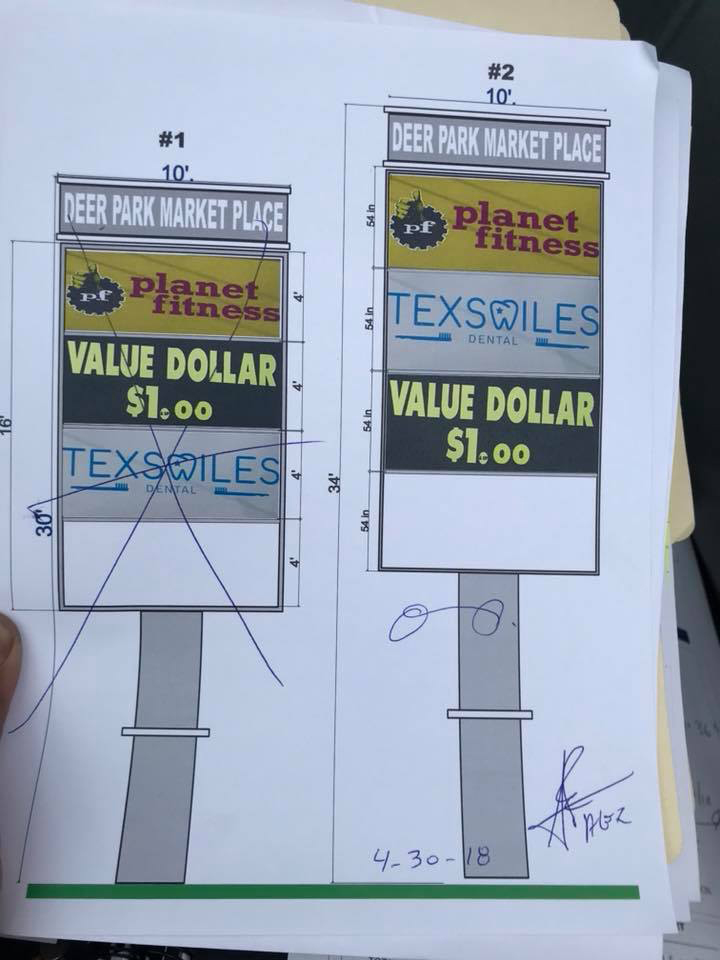 #1
10'.
DEER PARK MARKET PLACE
pf
planet
fitness
4'
VALUE DOLLAR
$1.00
4'
TEXSMILES
DENTAL
4'
4'
16'
30'
#2
10'.
DEER PARK MARKET PLACE
pf
planet
fitness
54 in
TEXSMILES
DENTAL
54 in
VALUE DOLLAR
$1.00
54 in
54 in
34'
4-30-18